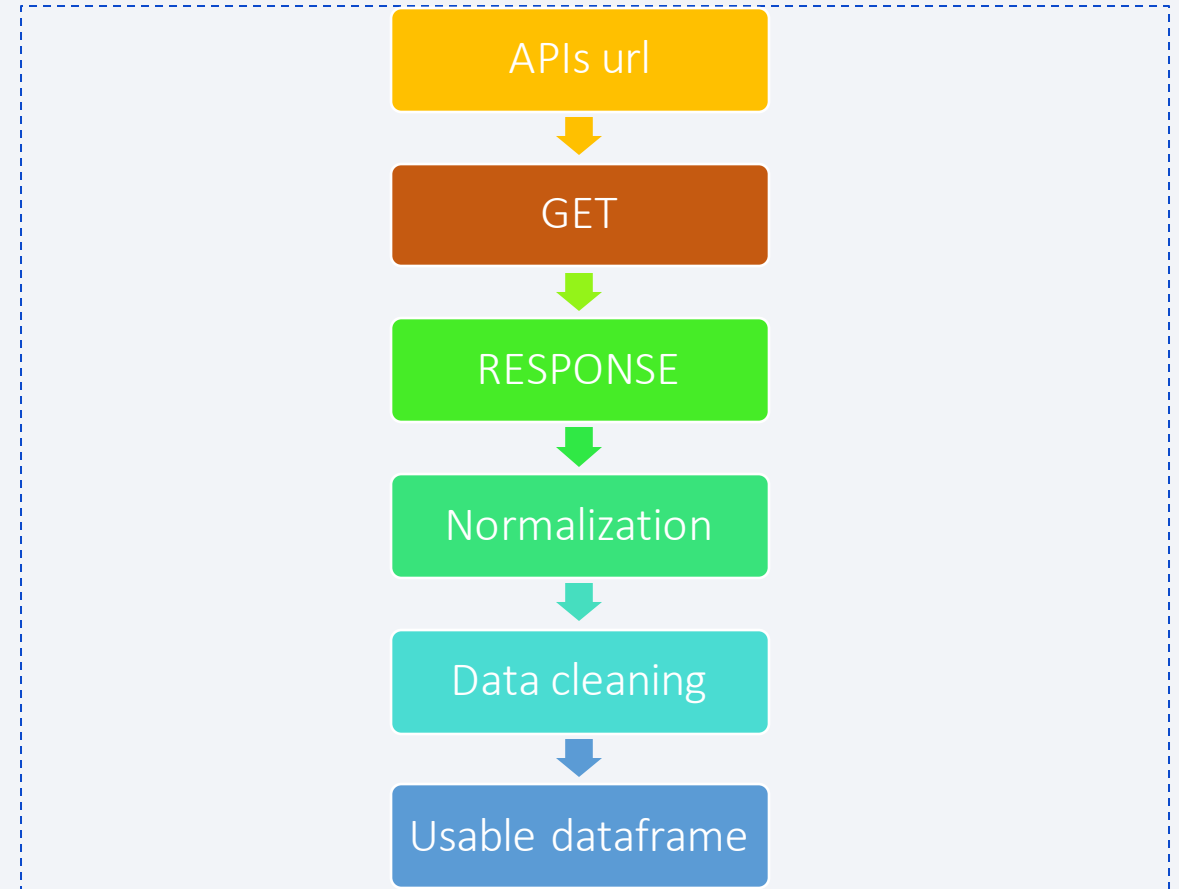 APIs url
GET
RESPONSE
Normalization
Data cleaning
Usable dataframe